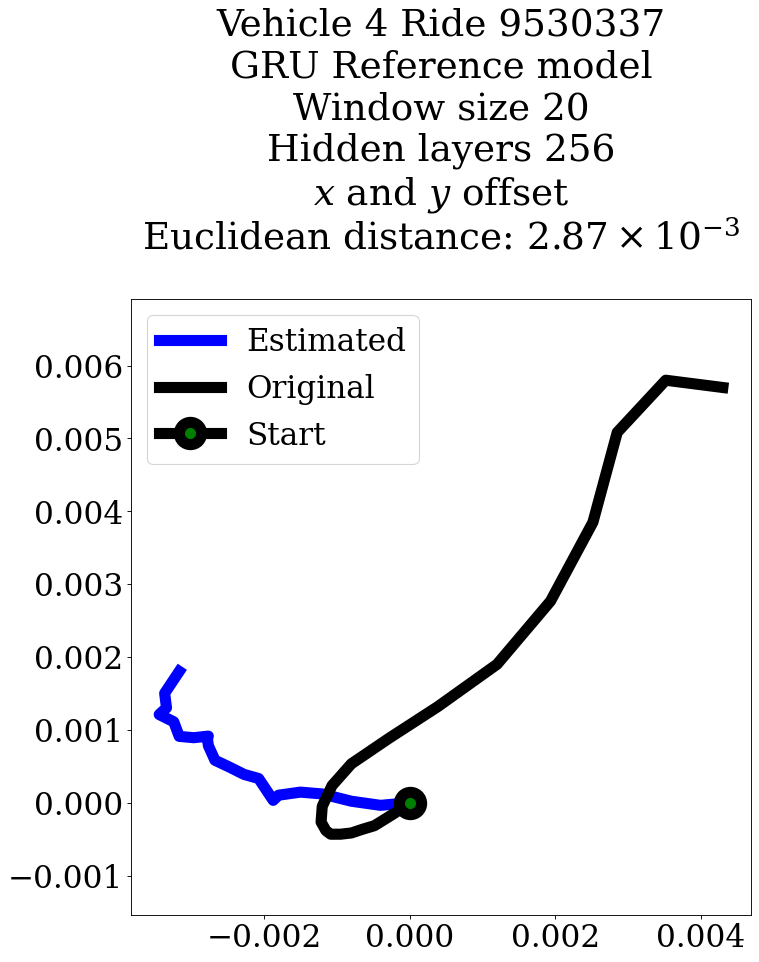 Vehicle 4 Ride 9530337
GRU Reference model
Window size 20
Hidden layers 256
x and y offset
Euclidean distance: 2.87 × 10⁻³
Estimated
Original
Start
0.006
0.005
0.004
0.003
0.002
0.001
0.000
−0.001
−0.002 0.000 0.002 0.004